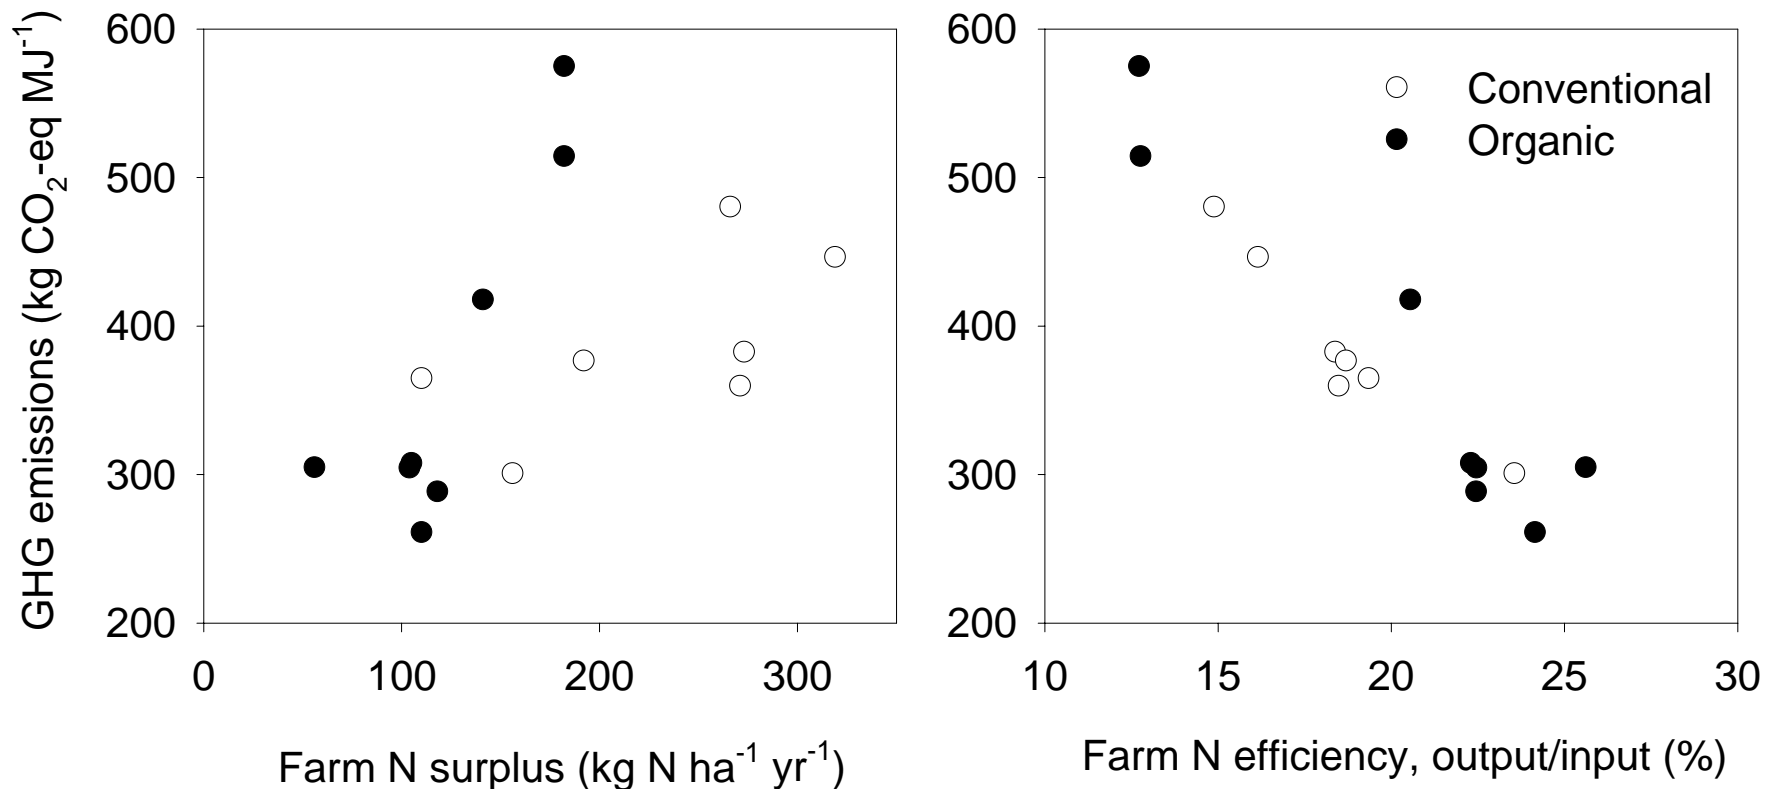 GHG emissions (kg CO₂-eq MJ⁻¹)
600
500
400
300
200
0 100 200 300
Farm N surplus (kg N ha⁻¹ yr⁻¹)
600
500
400
300
200
Conventional
Organic
10 15 20 25 30
Farm N efficiency, output/input (%)